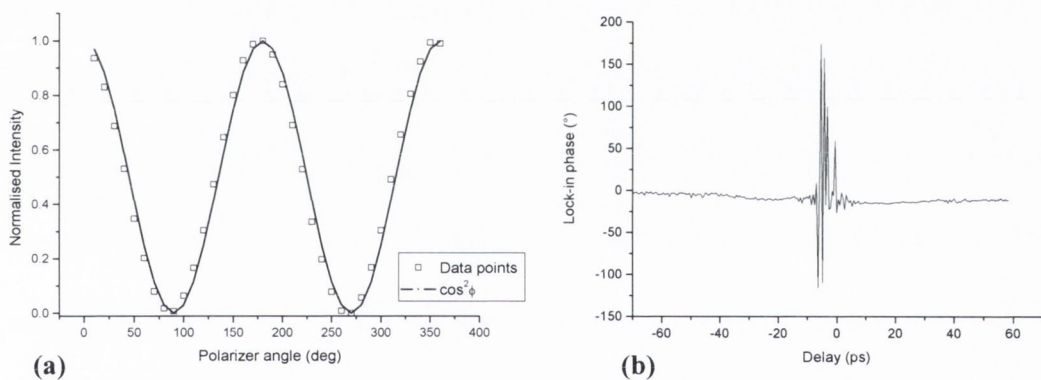 1.0
0.8
0.6
0.4
0.2
0.0
Normalised Intensity
0 50 100 150 200 250 300 350 400
Polarizer angle (deg)
Data points
cos²ϕ
(a)
200
150
100
50
0
-50
-100
-150
Lock-in phase (°)
-60 -40 -20 0 20 40 60
Delay (ps)
(b)